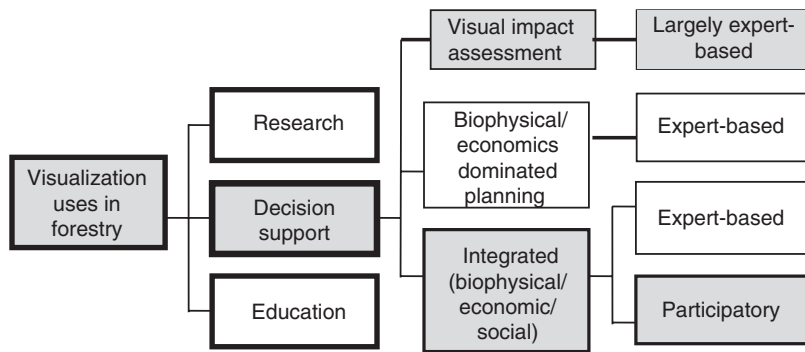 Visualization
uses in
forestry
Research
Decision
support
Education
Visual impact
assessment
Biophysical/
economics
dominated
planning
Integrated
(biophysical/
economic/
social)
Largely expert-
based
Expert-based
Expert-based
Participatory